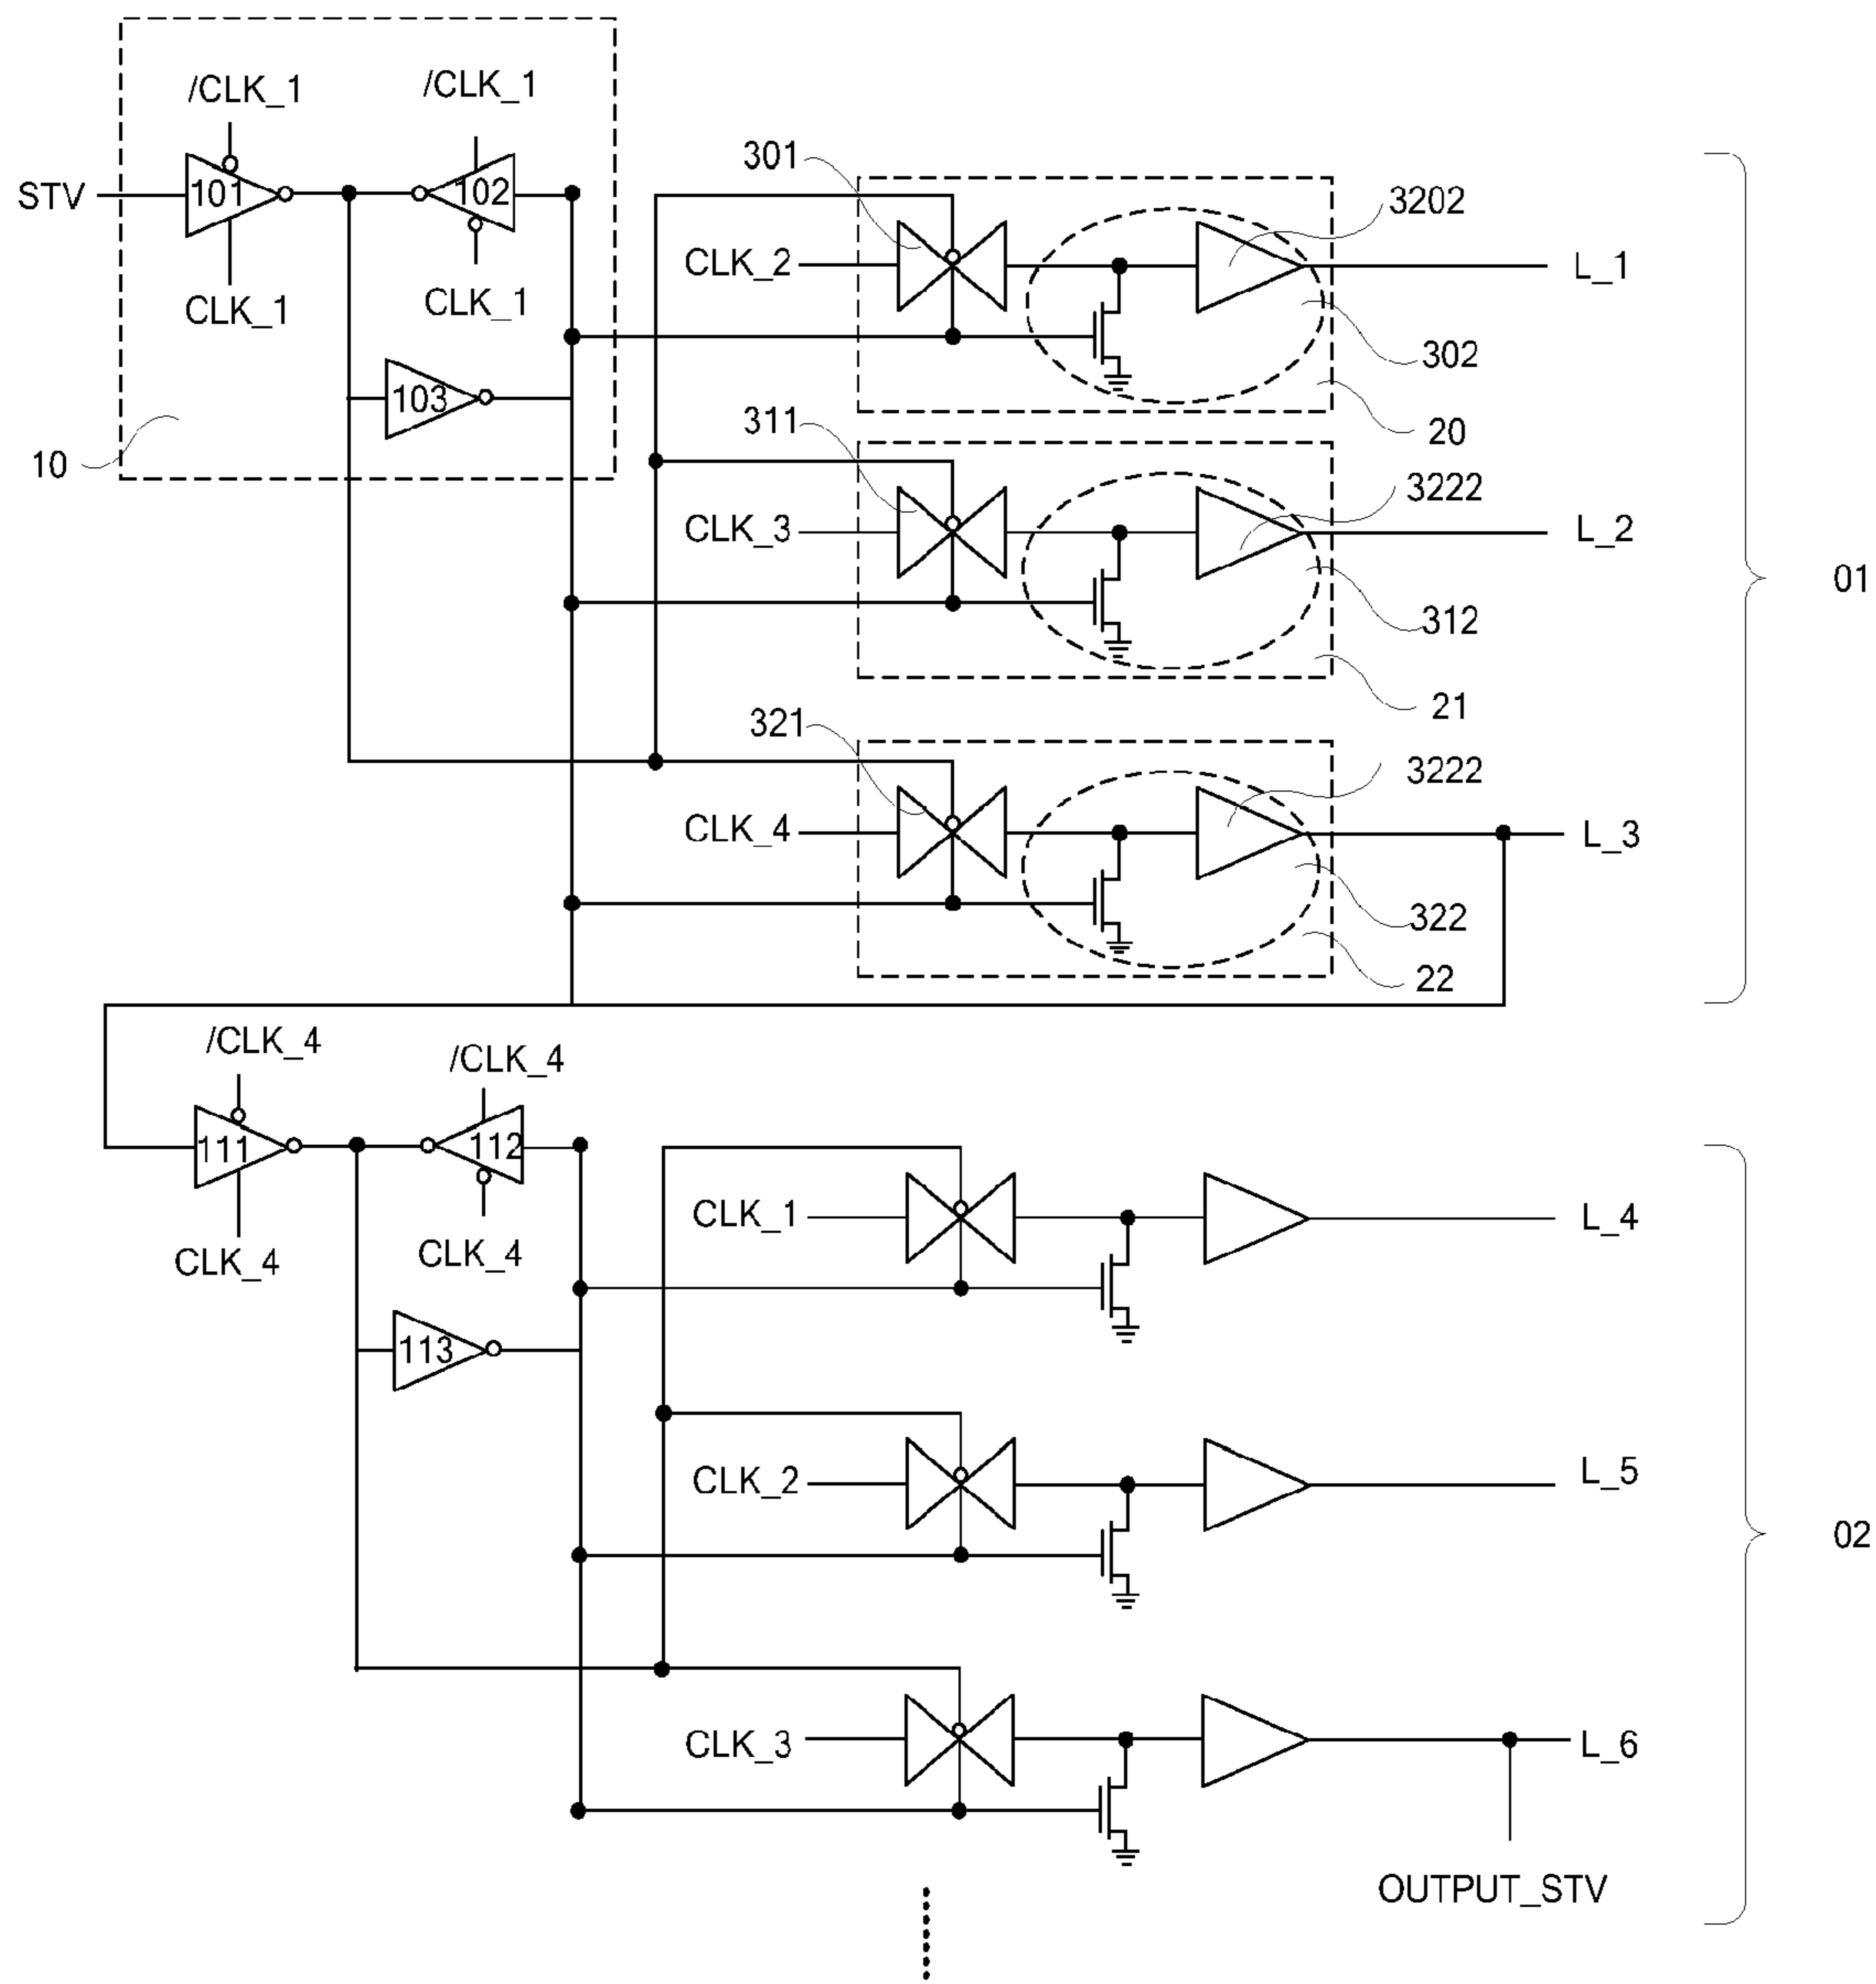 /CLK_1
/CLK_1
STV
101
102
CLK_1
CLK_1
103
10
301
3202
CLK_2
L_1
302
20
311
3222
CLK_3
L_2
312
21
01
321
3222
CLK_4
L_3
322
22
/CLK_4
/CLK_4
111
112
CLK_4
CLK_4
113
CLK_1
L_4
CLK_2
L_5
02
CLK_3
L_6
OUTPUT_STV